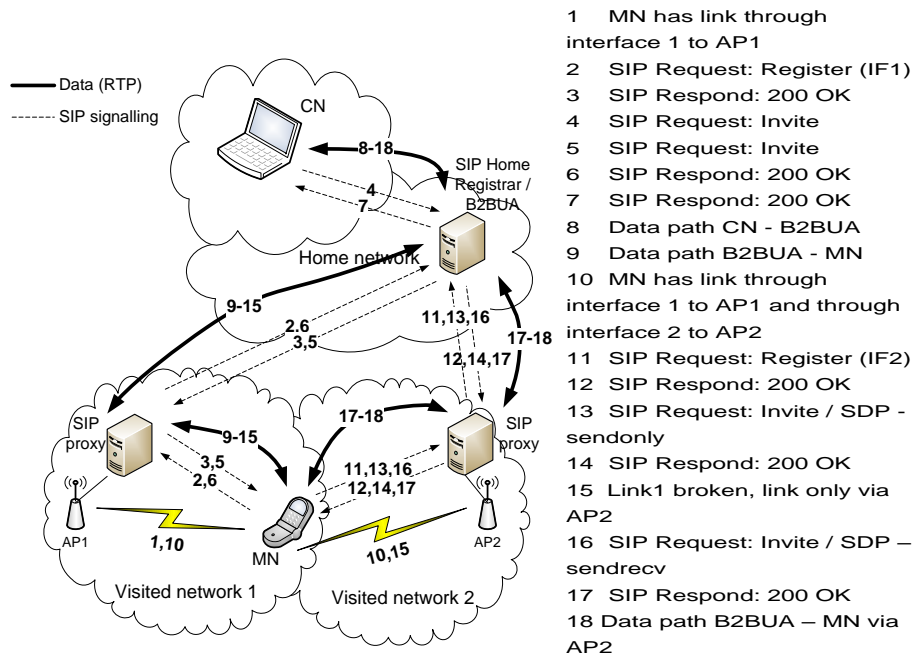 Data (RTP)
SIP signalling
CN
8-18
SIP Home
Registrar /
B2BUA
4
7
Home network
9-15
2.6
3,5
11,13,16
17-18
12,14,17
SIP
proxy
9-15
17-18
SIP
proxy
3,5
2,6
11,13,16
12,14,17
AP1
1,10
MN
10,15
AP2
Visited network 1
Visited network 2
1 MN has link through
interface 1 to AP1
2 SIP Request: Register (IF1)
3 SIP Respond: 200 OK
4 SIP Request: Invite
5 SIP Request: Invite
6 SIP Respond: 200 OK
7 SIP Respond: 200 OK
8 Data path CN - B2BUA
9 Data path B2BUA - MN
10 MN has link through
interface 1 to AP1 and through
interface 2 to AP2
11 SIP Request: Register (IF2)
12 SIP Respond: 200 OK
13 SIP Request: Invite / SDP -
sendonly
14 SIP Respond: 200 OK
15 Link1 broken, link only via
AP2
16 SIP Request: Invite / SDP –
sendrecv
17 SIP Respond: 200 OK
18 Data path B2BUA – MN via
AP2